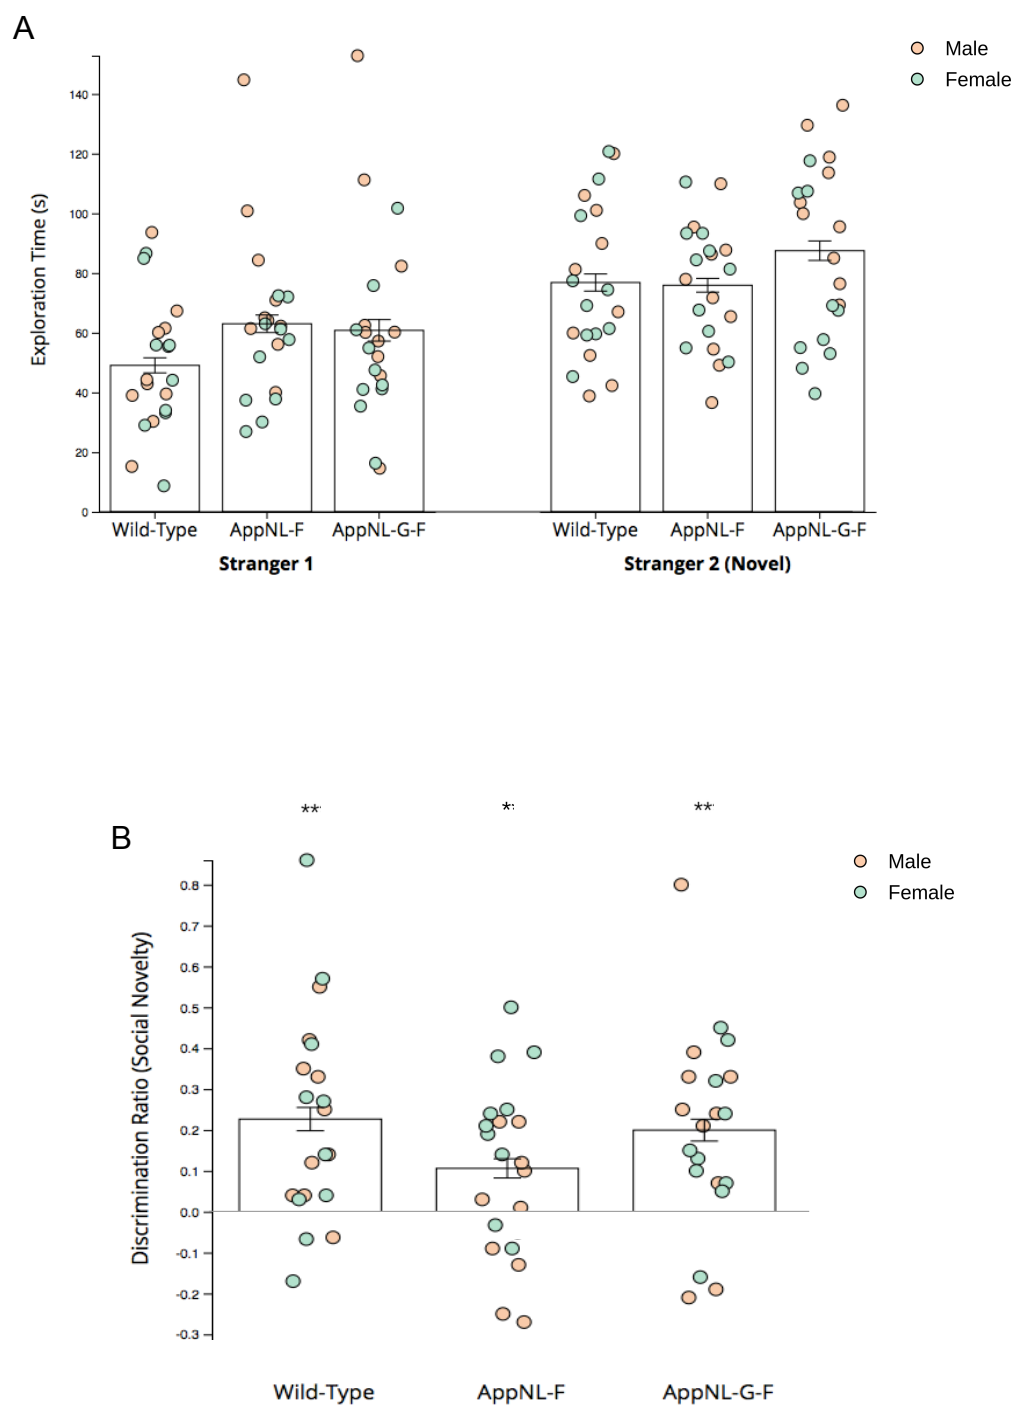 A
Male
Female
Exploration Time (s)
140
120
100
80
60
40
20
0
Wild-Type AppNL-F AppNL-G-F Wild-Type AppNL-F AppNL-G-F
Stranger 1 Stranger 2 (Novel)
** * **
B
Male
Female
Discrimination Ratio (Social Novelty)
0.8
0.7
0.6
0.5
0.4
0.3
0.2
0.1
0.0
-0.1
-0.2
-0.3
Wild-Type AppNL-F AppNL-G-F